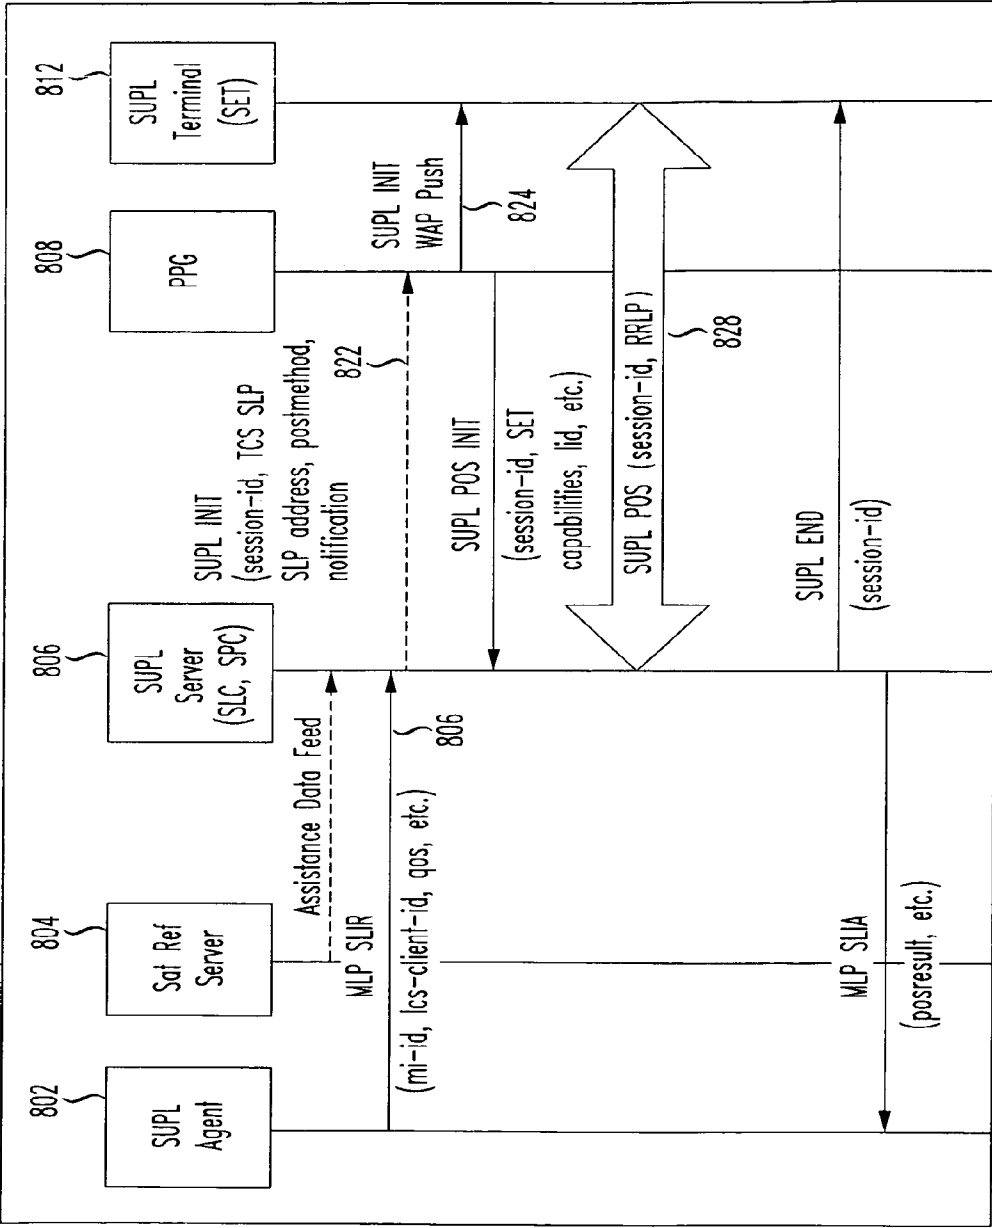 802
SUPL
Agent
804
Sat Ref
Server
806
SUPL
Server
(SLC, SPC)
808
PPG
812
SUPL
Terminal
(SET)
Assistance Data Feed
MLP SLIR
(mi-id, lcs-client-id, qos, etc.)
806
SUPL INIT
(session-id, TCS SLP
SLP address, postmethod,
notification
822
SUPL INIT
WAP Push
824
SUPL POS INIT
(session-id, SET
capabilities, lid, etc.)
SUPL POS (session-id, RRLP)
828
SUPL END
(session-id)
MLP SLIA
(posresult, etc.)